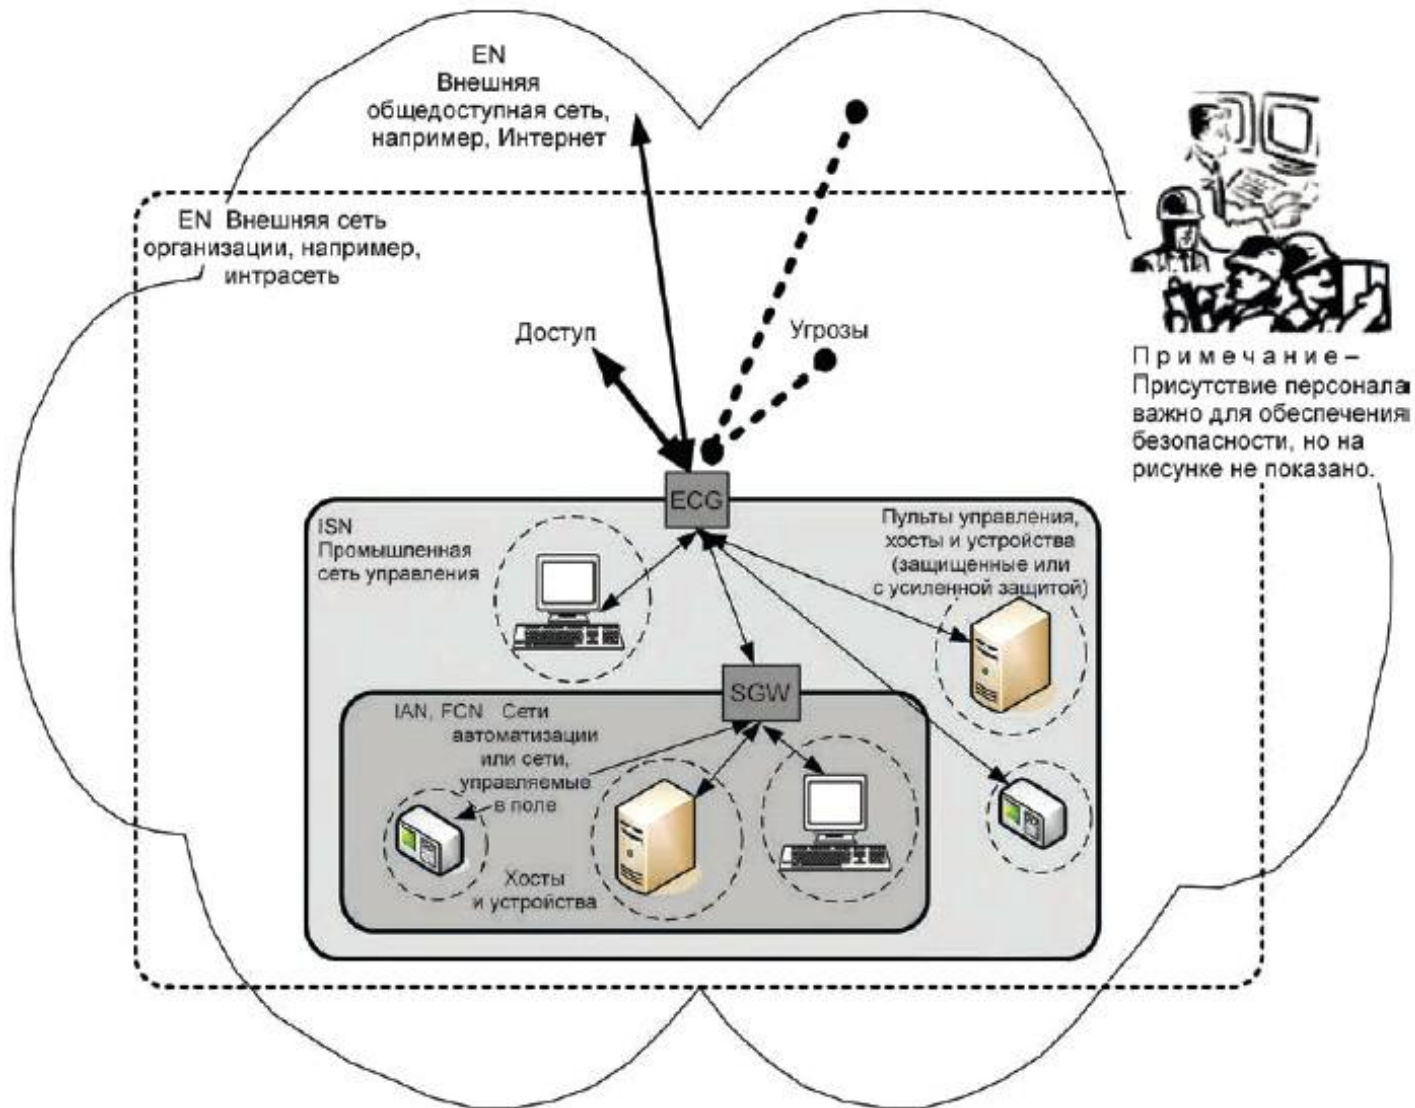 EN
Внешняя
общедоступная сеть,
например, Интернет
EN Внешняя сеть
организации, например,
интрасеть
Доступ
Угрозы
Примечание –
Присутствие персонала
важно для обеспечения
безопасности, но на
рисунке не показано.
ECG
ISN
Промышленная
сеть управления
Пульты управления,
хосты и устройства
(защищенные или
с усиленной защитой)
SGW
IAN, FCN Сети
автоматизации
или сети,
управляемые
в поле
Хосты
и устройства